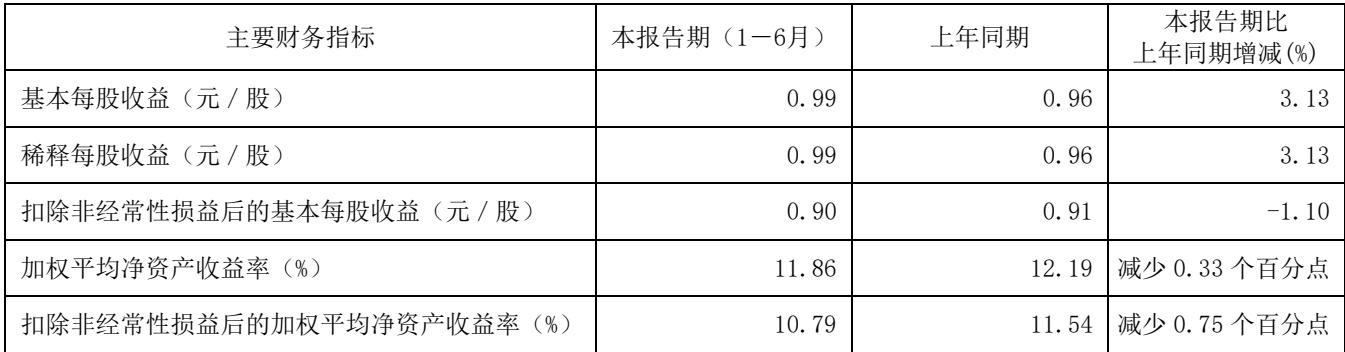 主要财务指标 本报告期（1－6月） 上年同期 本报告期比
上年同期增减(%)
基本每股收益（元／股） 0.99 0.96 3.13
稀释每股收益（元／股） 0.99 0.96 3.13
扣除非经常性损益后的基本每股收益（元／股） 0.90 0.91 -1.10
加权平均净资产收益率（%） 11.86 12.19 减少 0.33 个百分点
扣除非经常性损益后的加权平均净资产收益率（%） 10.79 11.54 减少 0.75 个百分点